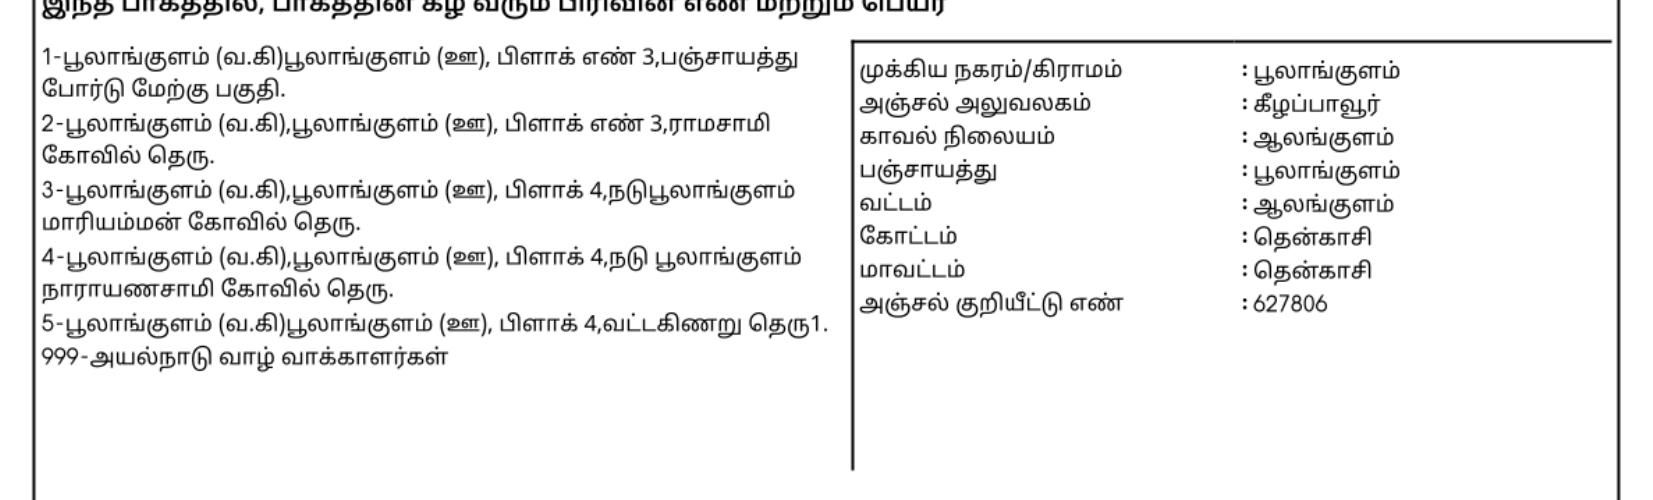 இந்த பாகத்தில், பாகத்தின் கீழ் வரும் பிரிவின் எண் மற்றும் பெயர்
1-பூலாங்குளம் (வ.கி)பூலாங்குளம் (ஊ), பிளாக் எண் 3,பஞ்சாயத்து
போர்டு மேற்கு பகுதி.
2-பூலாங்குளம் (வ.கி),பூலாங்குளம் (ஊ), பிளாக் எண் 3,ராமசாமி
கோவில் தெரு.
3-பூலாங்குளம் (வ.கி),பூலாங்குளம் (ஊ), பிளாக் 4,நடுபூலாங்குளம்
மாரியம்மன் கோவில் தெரு.
4-பூலாங்குளம் (வ.கி),பூலாங்குளம் (ஊ), பிளாக் 4,நடு பூலாங்குளம்
நாராயணசாமி கோவில் தெரு.
5-பூலாங்குளம் (வ.கி)பூலாங்குளம் (ஊ), பிளாக் 4,வட்டகிணறு தெரு1.
999-அயல்நாடு வாழ் வாக்காளர்கள்
முக்கிய நகரம்/கிராமம் : பூலாங்குளம்
அஞ்சல் அலுவலகம் : கீழப்பாவூர்
காவல் நிலையம் : ஆலங்குளம்
பஞ்சாயத்து : பூலாங்குளம்
வட்டம் : ஆலங்குளம்
கோட்டம் : தென்காசி
மாவட்டம் : தென்காசி
அஞ்சல் குறியீட்டு எண் : 627806